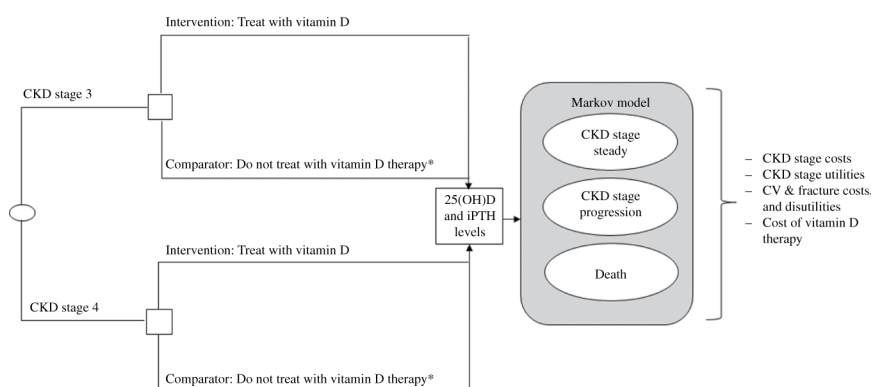 Intervention: Treat with vitamin D
CKD stage 3
Comparator: Do not treat with vitamin D therapy*
25(OH)D
and iPTH
levels
Intervention: Treat with vitamin D
CKD stage 4
Comparator: Do not treat with vitamin D therapy*
Markov model
CKD stage
steady
CKD stage
progression
Death
– CKD stage costs
– CKD stage utilities
– CV & fracture costs,
and disutilities
– Cost of vitamin D
therapy